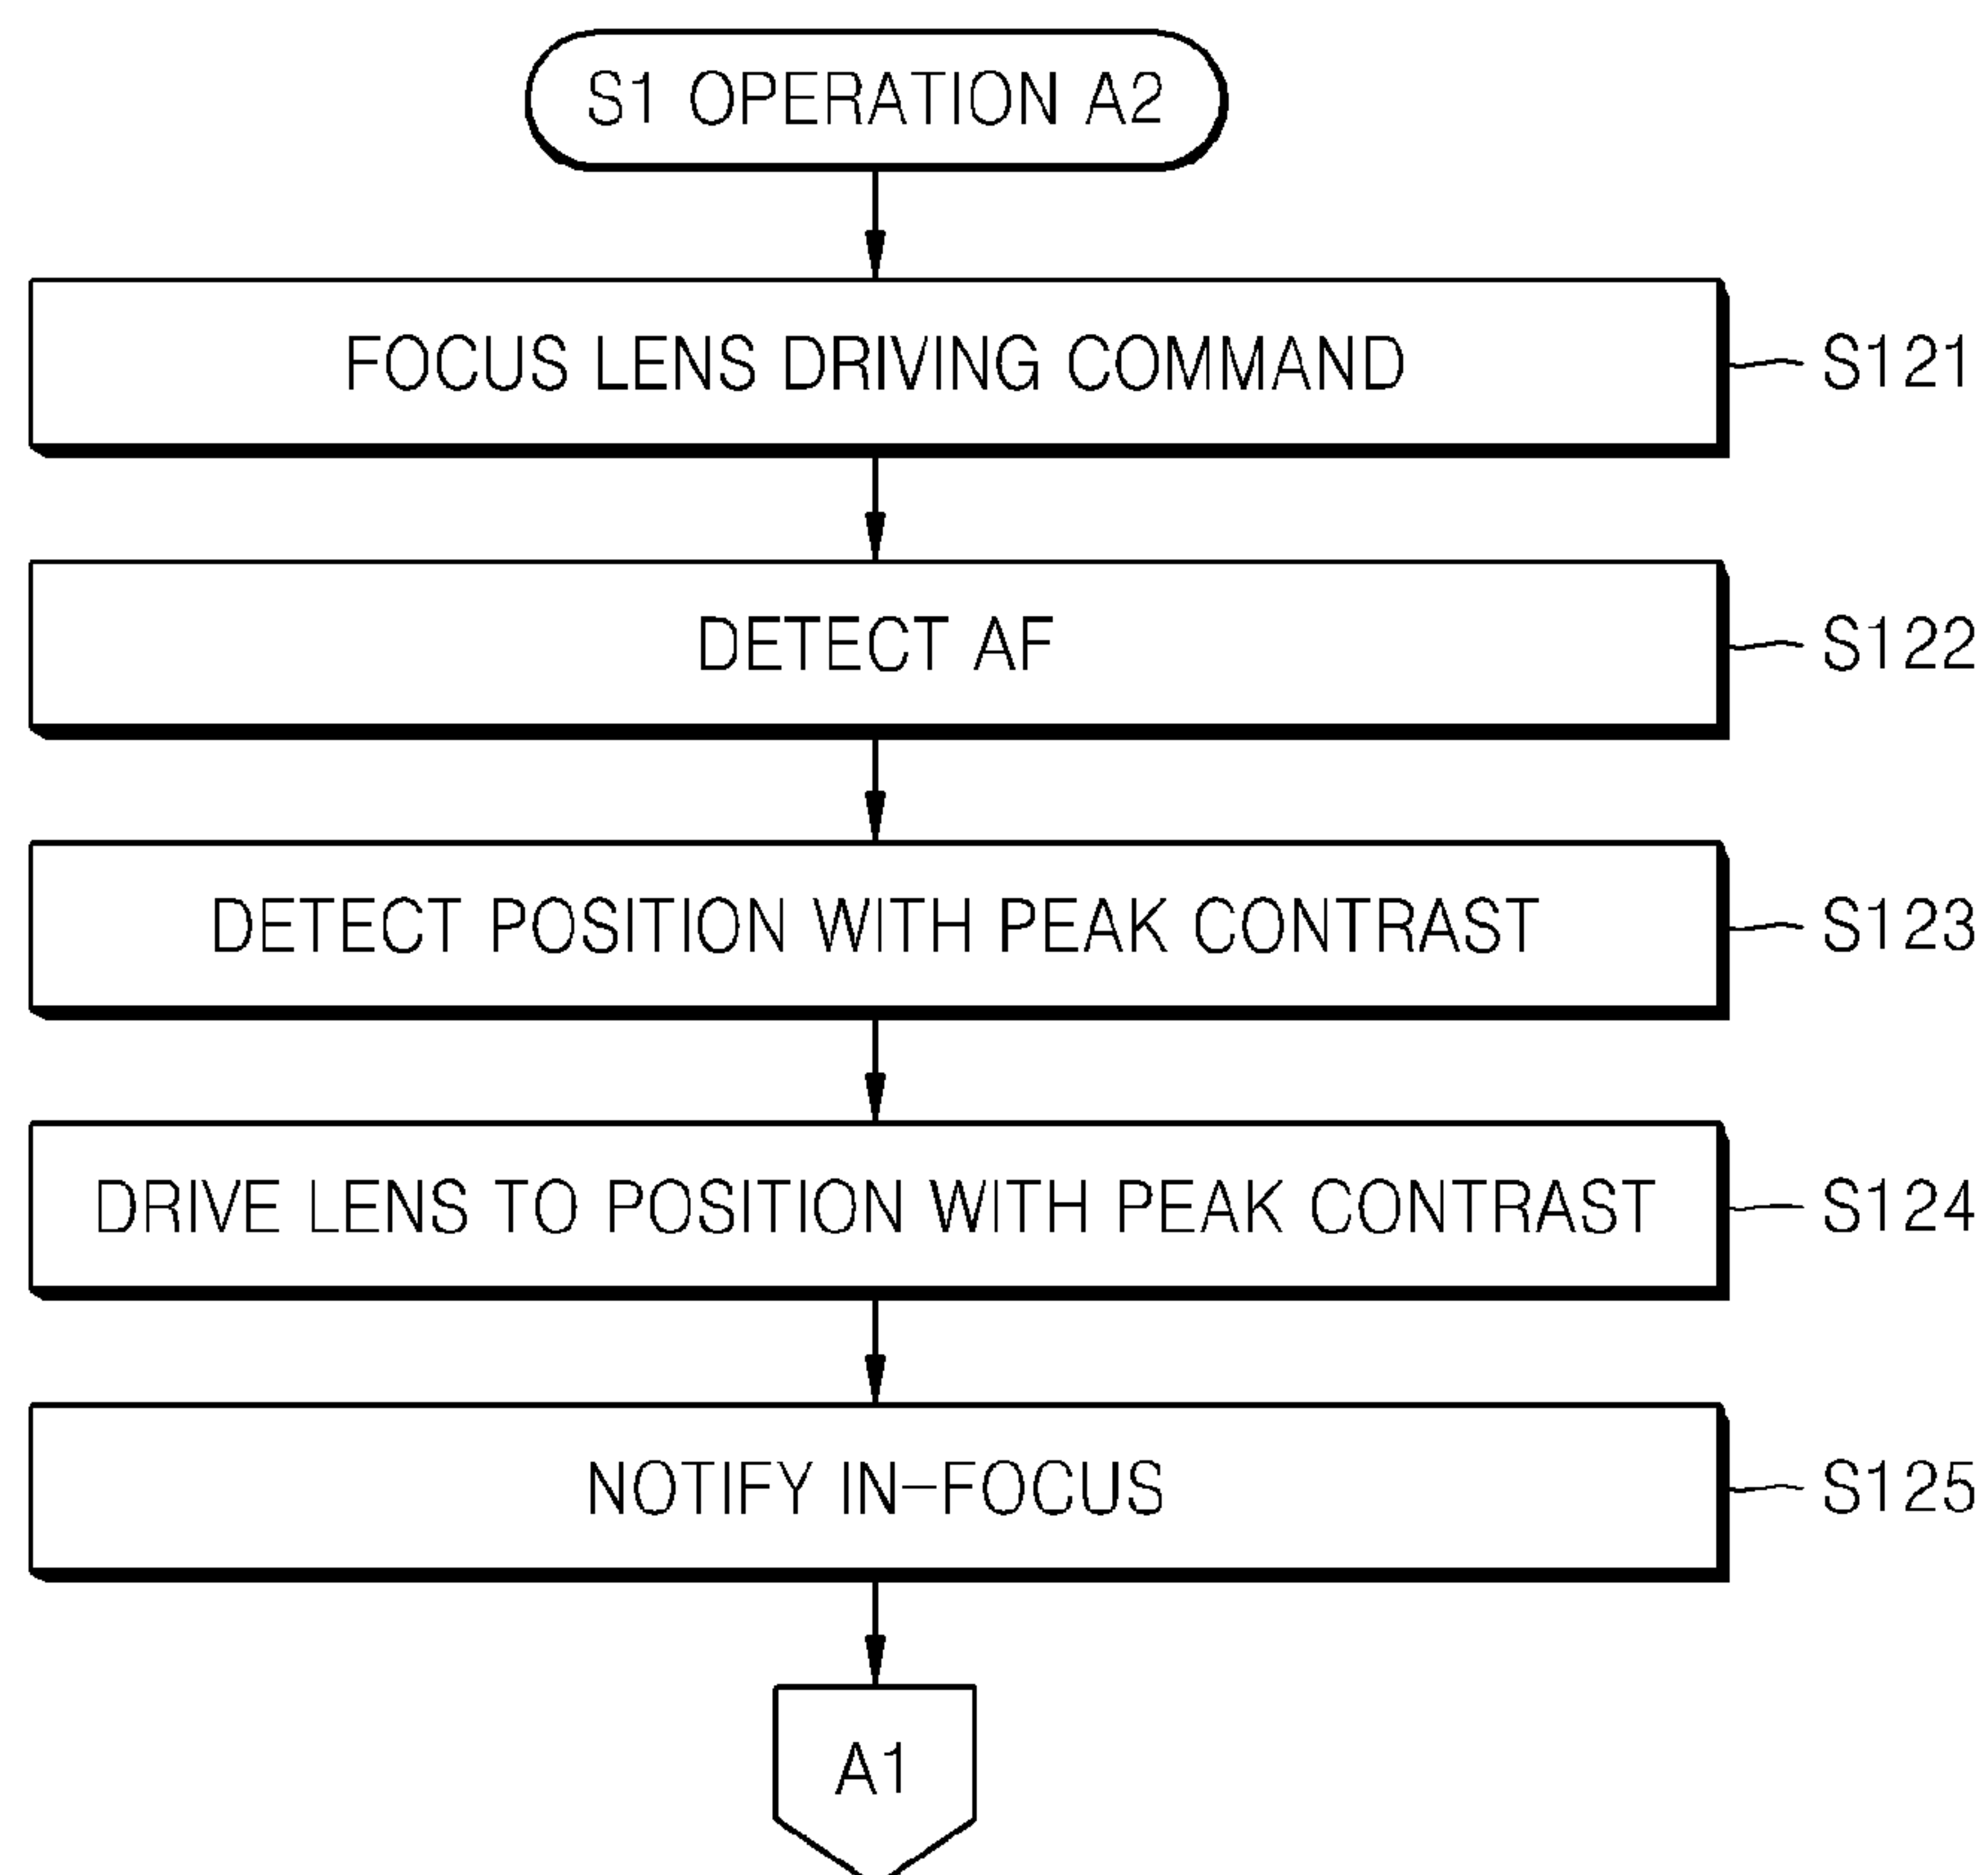 S1 OPERATION A2
FOCUS LENS DRIVING COMMAND
S121
DETECT AF
S122
DETECT POSITION WITH PEAK CONTRAST
S123
DRIVE LENS TO POSITION WITH PEAK CONTRAST
S124
NOTIFY IN-FOCUS
S125
A1